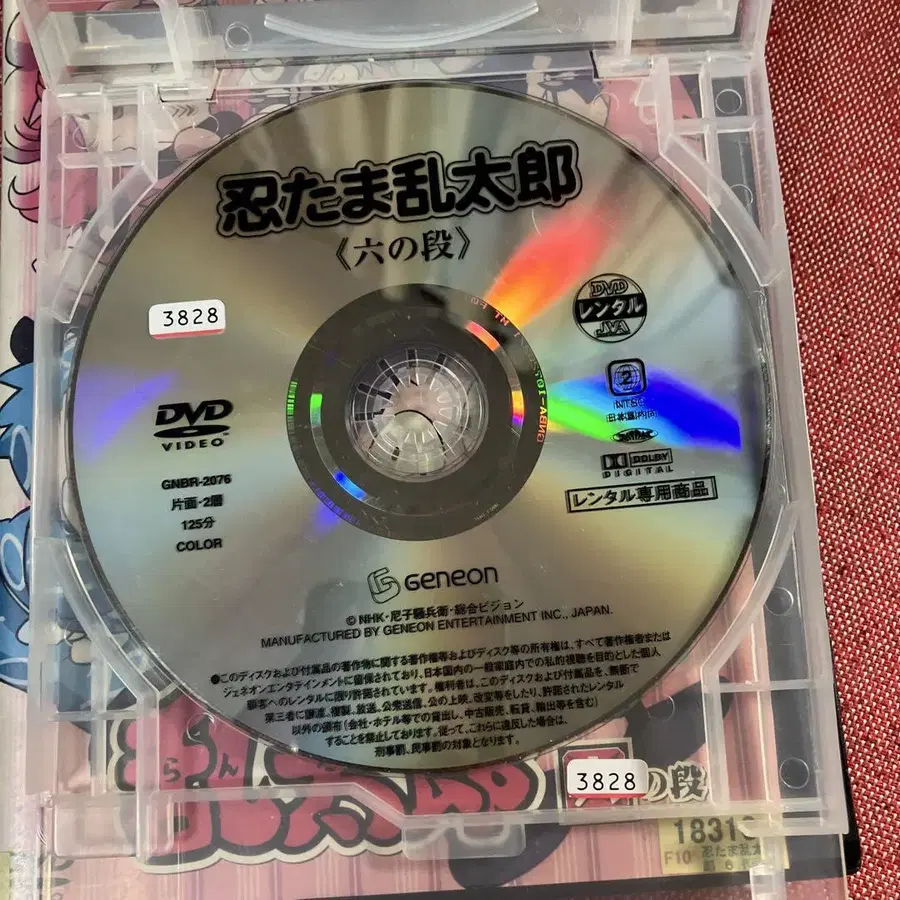 忍たま乱太郎
《六の段》
3828
DVD
レンタル
JVA
DVD
VIDEO
2
NTSC
日本国内向
DOLBY
DIGITAL
GNBR-2076
片面・2層
125分
COLOR
レンタル専用商品
Geneon
© NHK・尼子騒兵衛・総合ビジョン
MANUFACTURED BY GENEON ENTERTAINMENT INC., JAPAN.
●このディスクおよび付属品の著作物に関する著作権等およびディスク等の所有権は、すべて著作権者または
ジェネオンエンタテインメントに留保されており、日本国内の一般家庭内での私的視聴を目的とした個人
顧客へのレンタルに限り許諾されています。権利者は、このディスクおよび付属品を、無断で
第三者に譲渡、複製、放送、公衆送信、公の上映、改変等をしたり、許諾されたレンタル
以外の頒布(会社・ホテル等での貸出し、中古販売、転貸、輸出等を含む)
することを禁止しております。従って、これらに違反した場合は、
刑事罰、民事罰の対象となります。
らん
3828
の段
18313
F10 忍たま乱太
郎 6